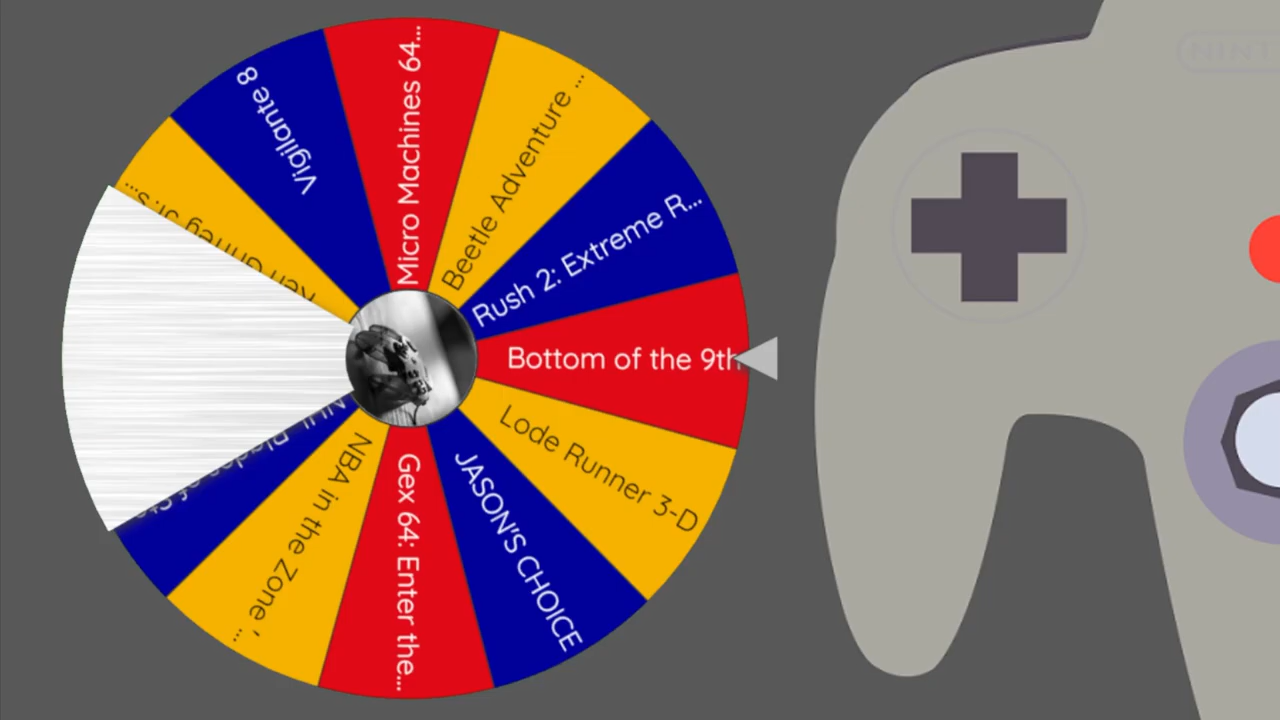 Vigilante 8
Micro Machines 64...
Beetle Adventure ...
Rush 2: Extreme R...
Bottom of the 9th
Lode Runner 3-D
JASON'S CHOICE
Gex 64: Enter the...
NBA in the Zone '...